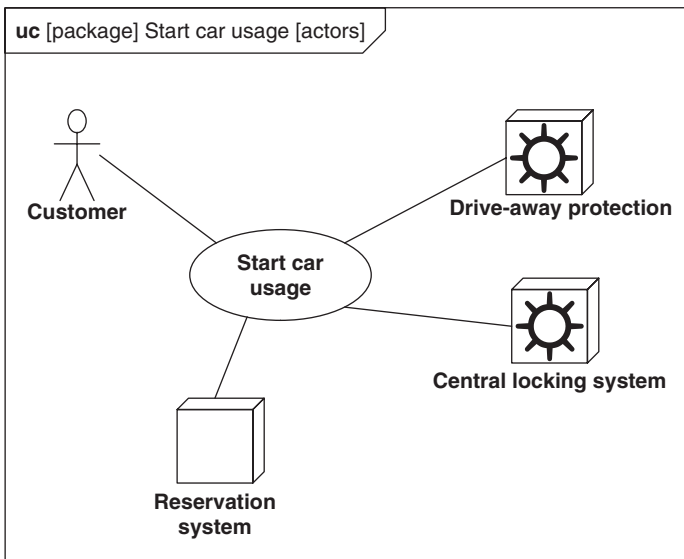 uc [package] Start car usage [actors]
Customer
Drive-away protection
Start car
usage
Central locking system
Reservation
system